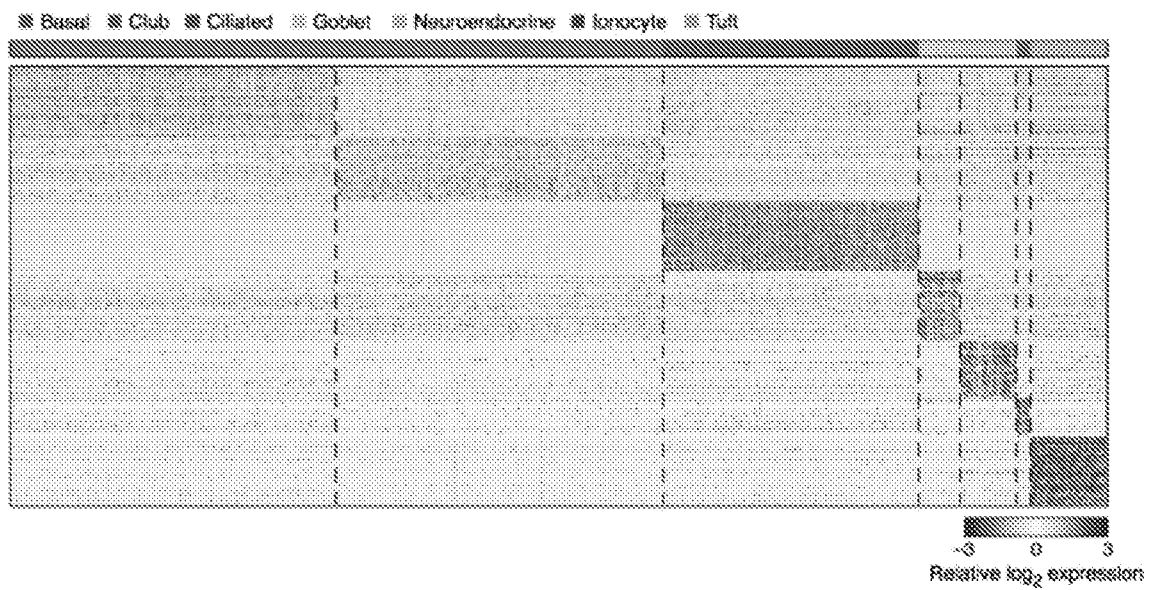 Basal Club Ciliated Goblet Neuroendocrine Ionocyte Tuft
-3 0 3
Relative log₂ expression